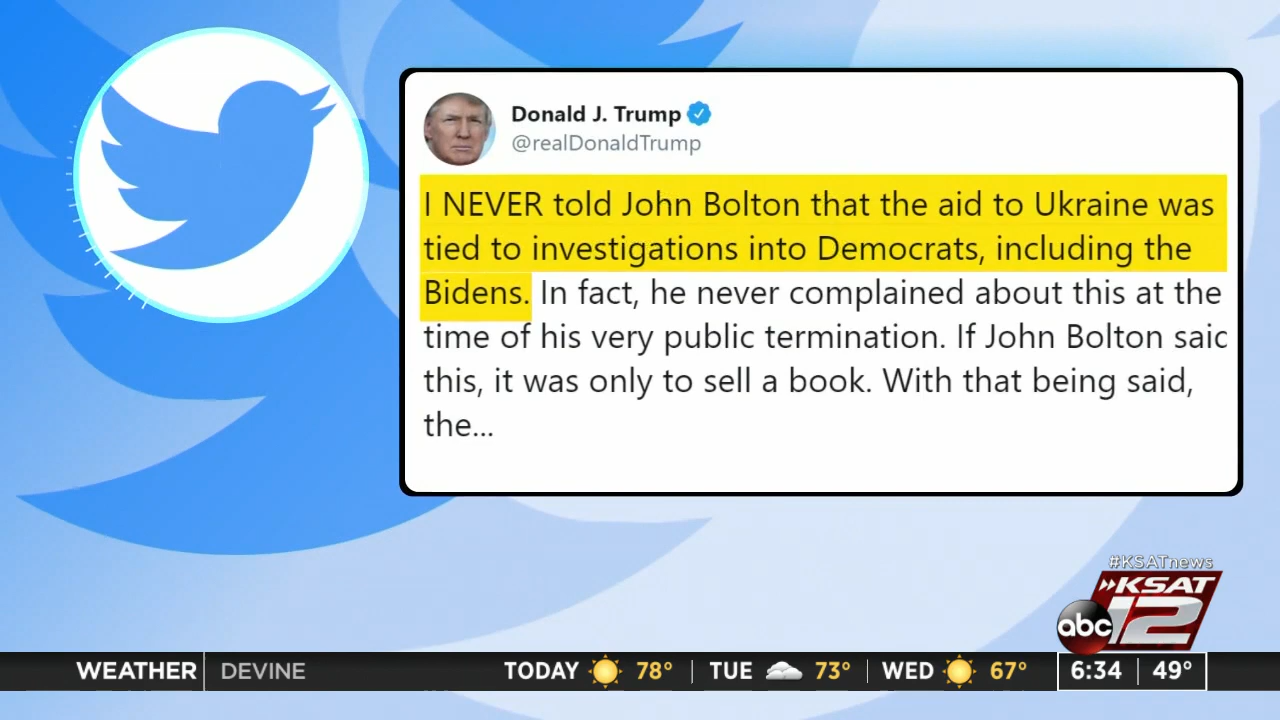 Donald J. Trump
@realDonaldTrump
I NEVER told John Bolton that the aid to Ukraine was
tied to investigations into Democrats, including the
Bidens. In fact, he never complained about this at the
time of his very public termination. If John Bolton said
this, it was only to sell a book. With that being said,
the...
#KSATnews
KSAT
abc 12
WEATHER DEVINE TODAY 78° TUE 73° WED 67° 6:34 49°